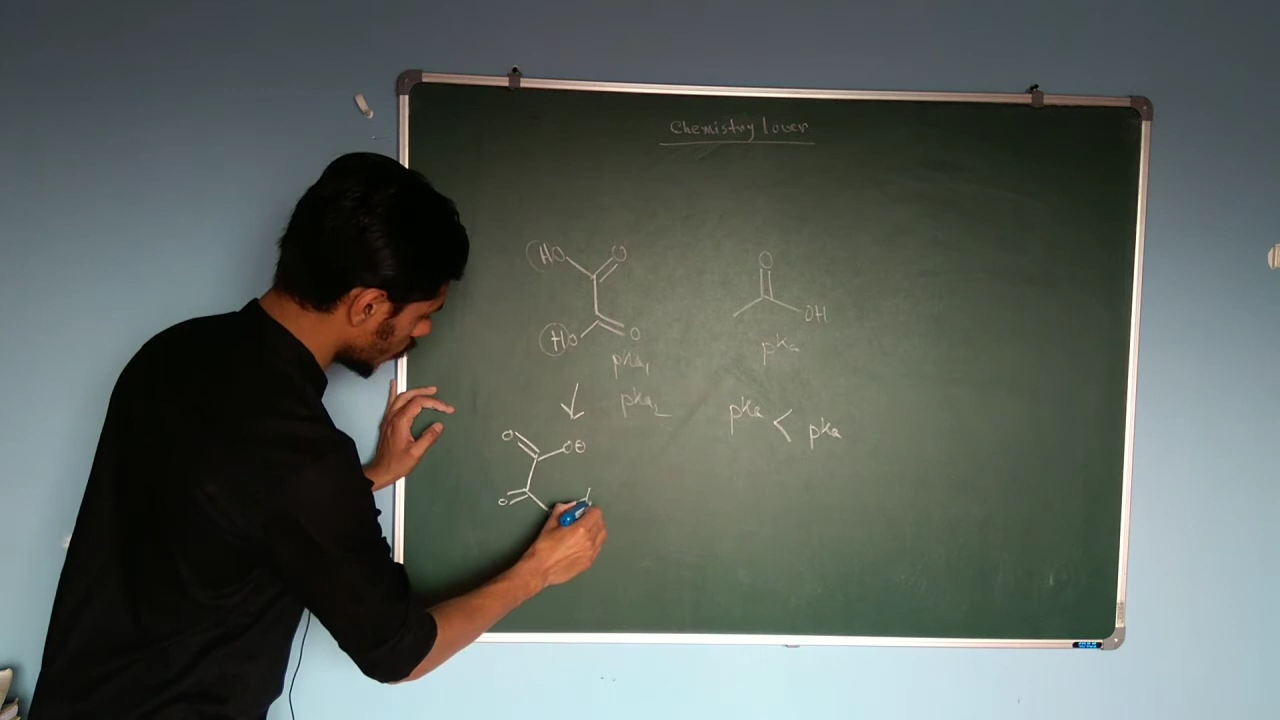 Chemistry lover
HO O
O
HO O
OH
pka1
pka
pka2
pka < pka
O O⊖
O